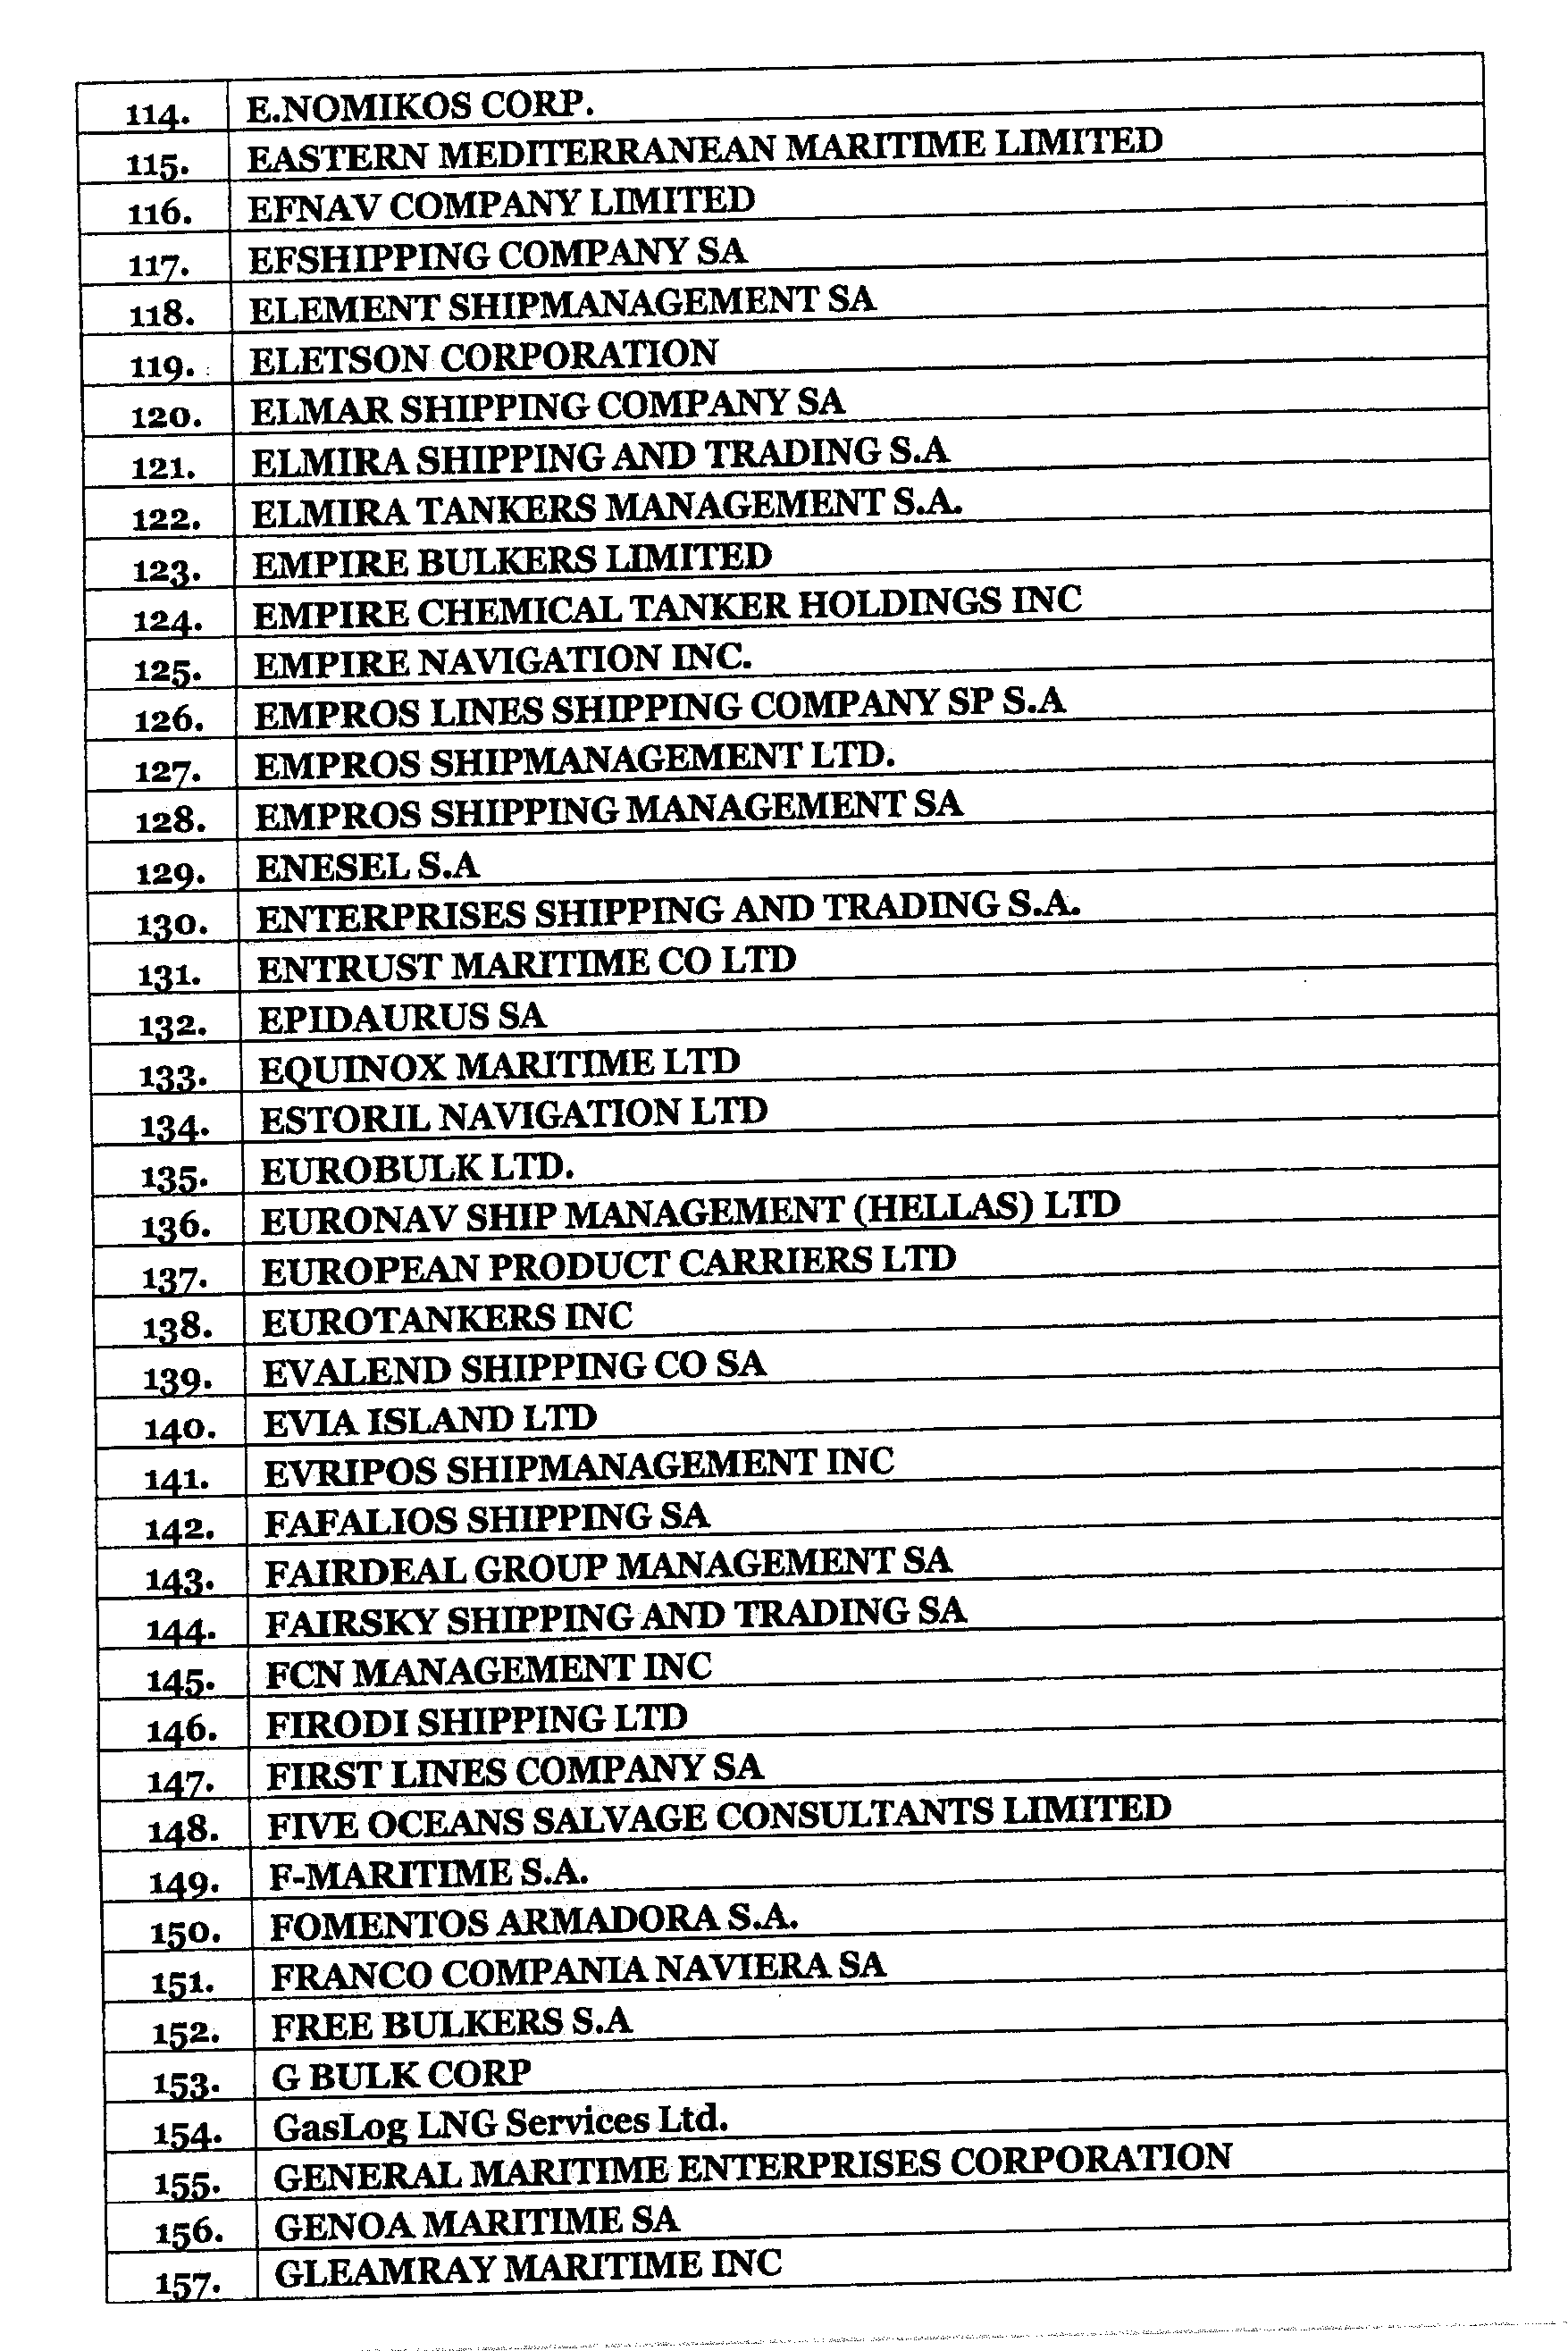 114. E.NOMIKOS CORP.
115. EASTERN MEDITERRANEAN MARITIME LIMITED
116. EFNAV COMPANY LIMITED
117. EFSHIPPING COMPANY SA
118. ELEMENT SHIPMANAGEMENT SA
119. ELETSON CORPORATION
120. ELMAR SHIPPING COMPANY SA
121. ELMIRA SHIPPING AND TRADING S.A
122. ELMIRA TANKERS MANAGEMENT S.A.
123. EMPIRE BULKERS LIMITED
124. EMPIRE CHEMICAL TANKER HOLDINGS INC
125. EMPIRE NAVIGATION INC.
126. EMPROS LINES SHIPPING COMPANY SP S.A
127. EMPROS SHIPMANAGEMENT LTD.
128. EMPROS SHIPPING MANAGEMENT SA
129. ENESEL S.A
130. ENTERPRISES SHIPPING AND TRADING S.A.
131. ENTRUST MARITIME CO LTD
132. EPIDAURUS SA
133. EQUINOX MARITIME LTD
134. ESTORIL NAVIGATION LTD
135. EUROBULK LTD.
136. EURONAV SHIP MANAGEMENT (HELLAS) LTD
137. EUROPEAN PRODUCT CARRIERS LTD
138. EUROTANKERS INC
139. EVALEND SHIPPING CO SA
140. EVIA ISLAND LTD
141. EVRIPOS SHIPMANAGEMENT INC
142. FAFALIOS SHIPPING SA
143. FAIRDEAL GROUP MANAGEMENT SA
144. FAIRSKY SHIPPING AND TRADING SA
145. FCN MANAGEMENT INC
146. FIRODI SHIPPING LTD
147. FIRST LINES COMPANY SA
148. FIVE OCEANS SALVAGE CONSULTANTS LIMITED
149. F-MARITIME S.A.
150. FOMENTOS ARMADORA S.A.
151. FRANCO COMPANIA NAVIERA SA
152. FREE BULKERS S.A
153. G BULK CORP
154. GasLog LNG Services Ltd.
155. GENERAL MARITIME ENTERPRISES CORPORATION
156. GENOA MARITIME SA
157. GLEAMRAY MARITIME INC